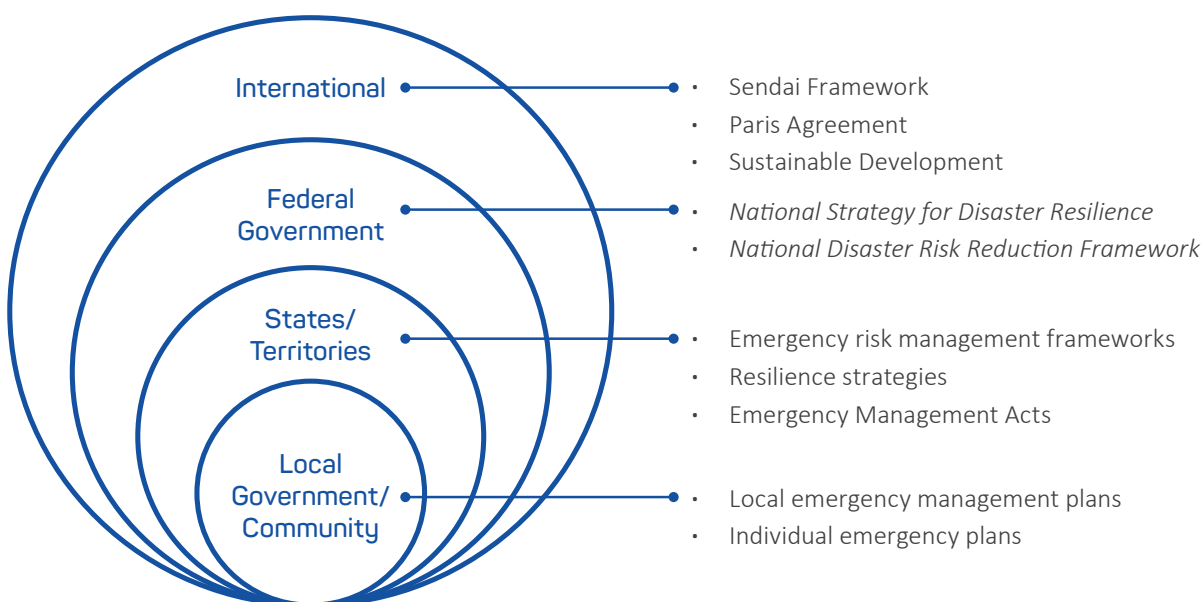 International
• Sendai Framework
• Paris Agreement
• Sustainable Development
Federal
Government
• National Strategy for Disaster Resilience
• National Disaster Risk Reduction Framework
States/
Territories
• Emergency risk management frameworks
• Resilience strategies
• Emergency Management Acts
Local
Government/
Community
• Local emergency management plans
• Individual emergency plans